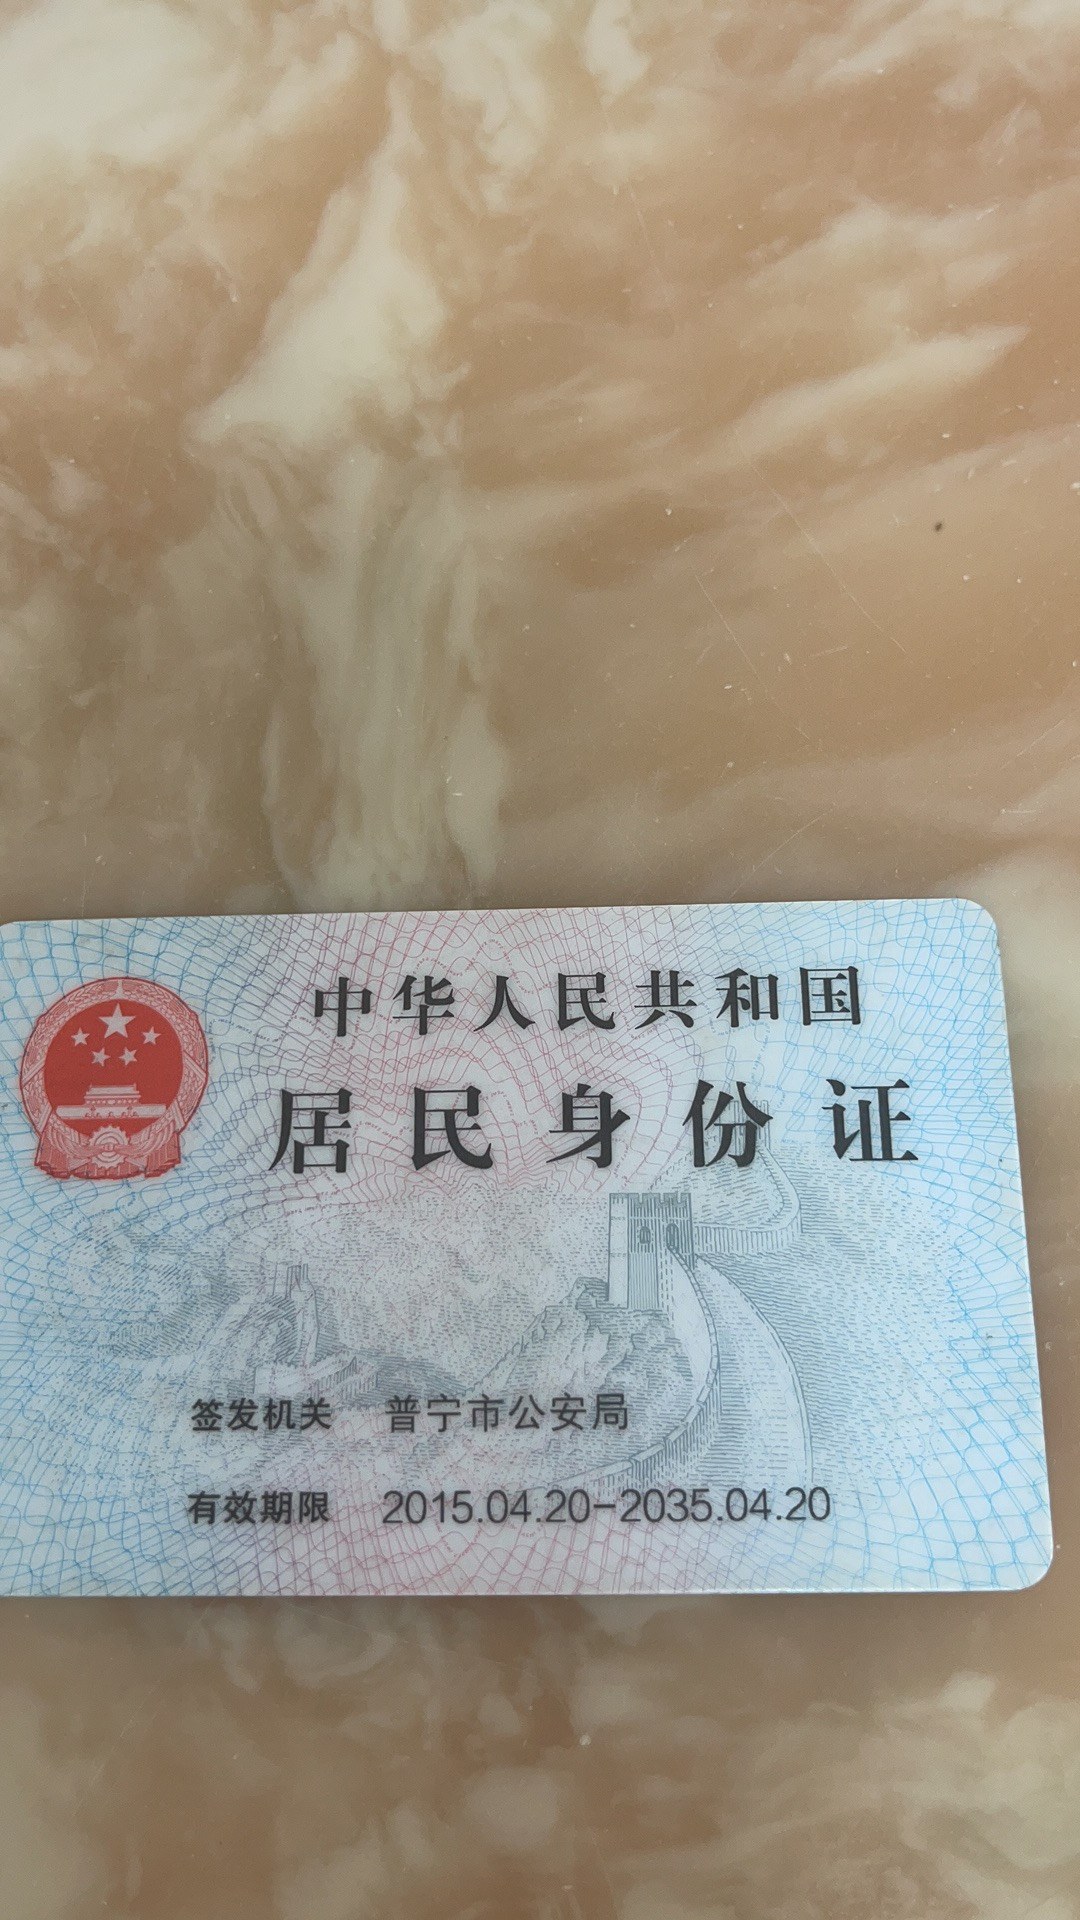 中华人民共和国
居民身份证
签发机关 普宁市公安局
有效期限 2015.04.20-2035.04.20